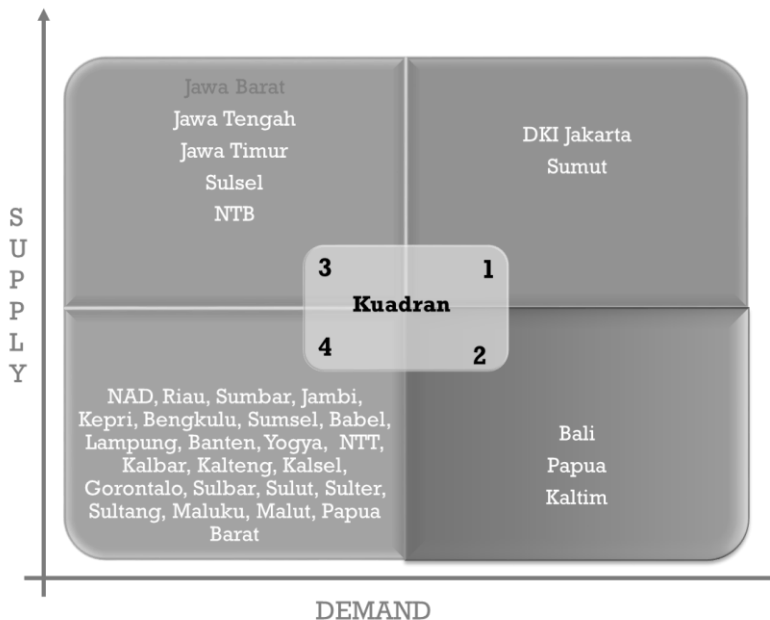 SUPPLY
Jawa Barat
Jawa Tengah
Jawa Timur
Sulsel
NTB
DKI Jakarta
Sumut
3
1
Kuadran
4
2
NAD, Riau, Sumbar, Jambi,
Kepri, Bengkulu, Sumsel, Babel,
Lampung, Banten, Yogya, NTT,
Kalbar, Kalteng, Kalsel,
Gorontalo, Sulbar, Sulut, Sulter,
Sultang, Maluku, Malut, Papua
Barat
Bali
Papua
Kaltim
DEMAND